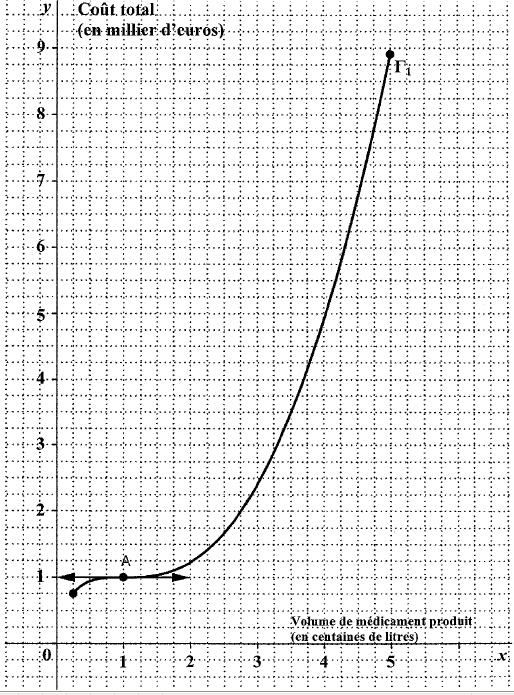 y
Coût total
(en millier d'euros)
9
Γ1
8
7
6
5
4
3
2
A
1
Volume de médicament produit
(en centaines de litres)
0 1 2 3 4 5 x